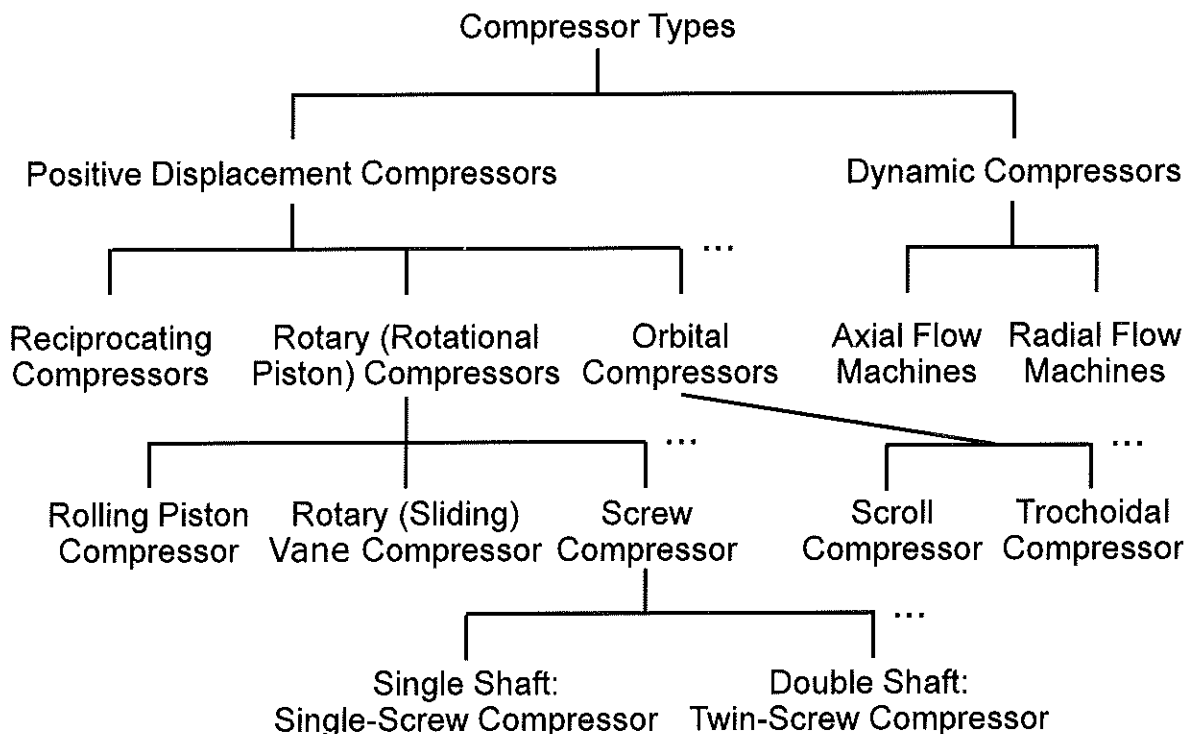 Compressor Types
Positive Displacement Compressors
Dynamic Compressors
...
Reciprocating
Compressors
Rotary (Rotational
Piston) Compressors
Orbital
Compressors
Axial Flow
Machines
Radial Flow
Machines
...
...
Rolling Piston
Compressor
Rotary (Sliding)
Vane Compressor
Screw
Compressor
Scroll
Compressor
Trochoidal
Compressor
...
Single Shaft:
Single-Screw Compressor
Double Shaft:
Twin-Screw Compressor